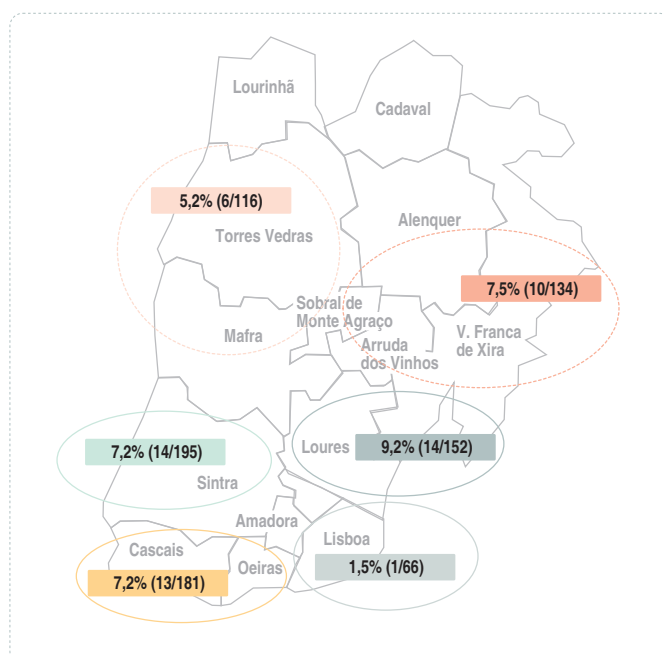 Lourinhã
Cadaval
5,2% (6/116)
Torres Vedras
Alenquer
7,5% (10/134)
Sobral de
Monte Agraço
Mafra
Arruda
dos Vinhos
V. Franca
de Xira
7,2% (14/195)
Sintra
Loures
9,2% (14/152)
Amadora
Lisboa
Cascais
Oeiras
7,2% (13/181)
1,5% (1/66)